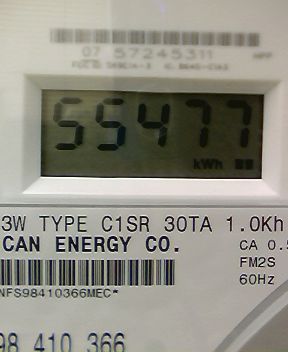 07 57245311
55477
kWh
3W TYPE C1SR 30TA 1.0Kh
CAN ENERGY CO.
CA 0.5
FM2S
60Hz
NFS98410366MEC*
98 410 366